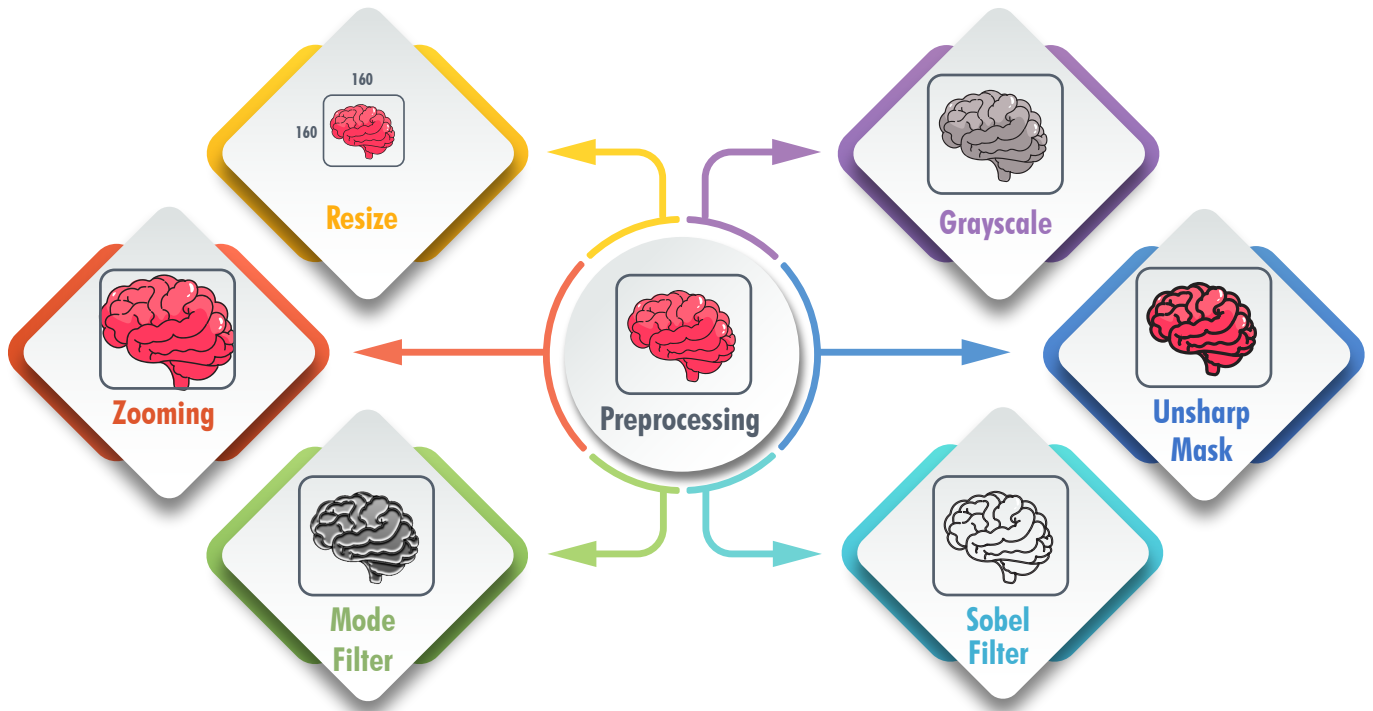 160
160
Resize
Grayscale
Zooming
Preprocessing
Unsharp
Mask
Mode
Filter
Sobel
Filter